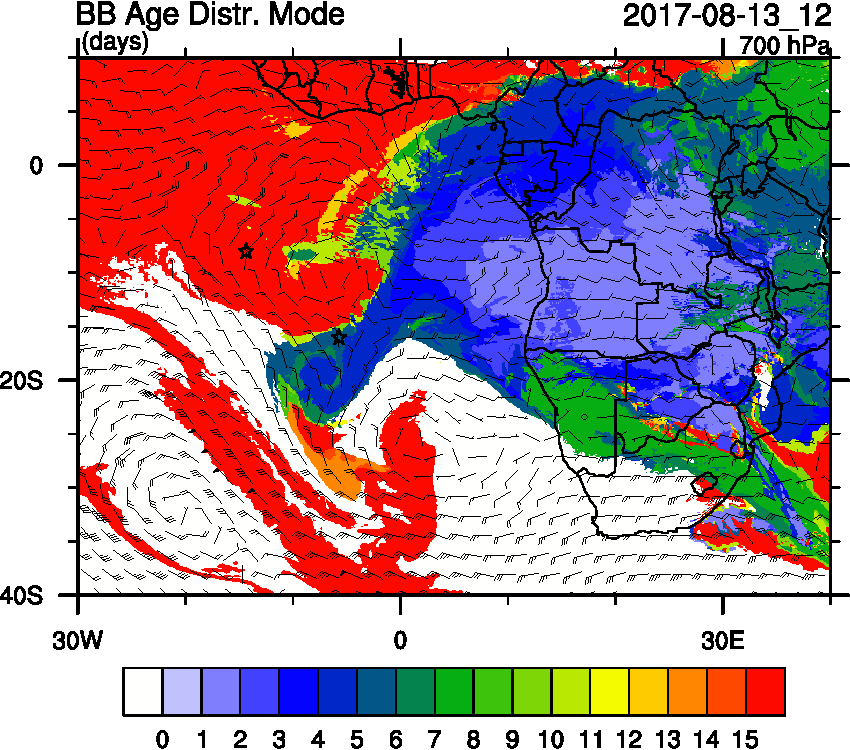 BB Age Distr. Mode 2017-08-13_12
(days) 700 hPa
0
20S
40S
30W 0 30E
0 1 2 3 4 5 6 7 8 9 10 11 12 13 14 15